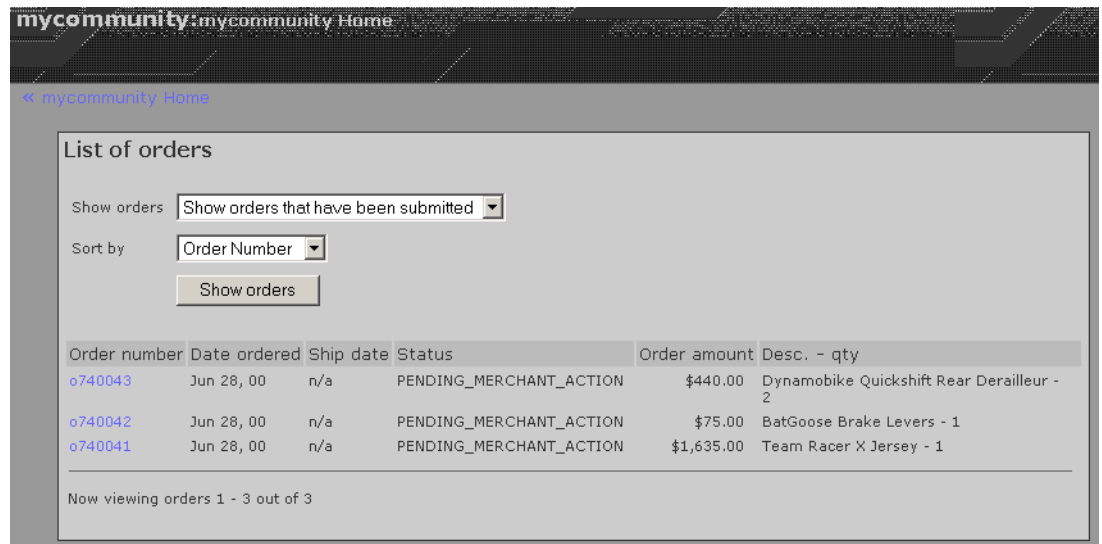 mycommunity:mycommunity Home
« mycommunity Home
List of orders
Show orders Show orders that have been submitted
Sort by Order Number
Show orders
Order number Date ordered Ship date Status Order amount Desc. - qty
o740043 Jun 28, 00 n/a PENDING_MERCHANT_ACTION $440.00 Dynamobike Quickshift Rear Derailleur -
2
o740042 Jun 28, 00 n/a PENDING_MERCHANT_ACTION $75.00 BatGoose Brake Levers - 1
o740041 Jun 28, 00 n/a PENDING_MERCHANT_ACTION $1,635.00 Team Racer X Jersey - 1
Now viewing orders 1 - 3 out of 3